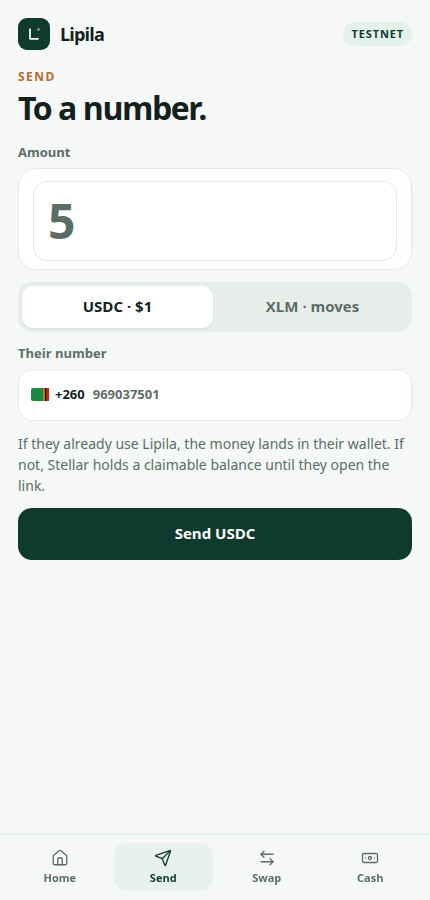 Lipila
TESTNET
SEND
To a number.
Amount
5
USDC · $1
XLM · moves
Their number
+260 969037501
If they already use Lipila, the money lands in their wallet. If
not, Stellar holds a claimable balance until they open the
link.
Send USDC
Home
Send
Swap
Cash